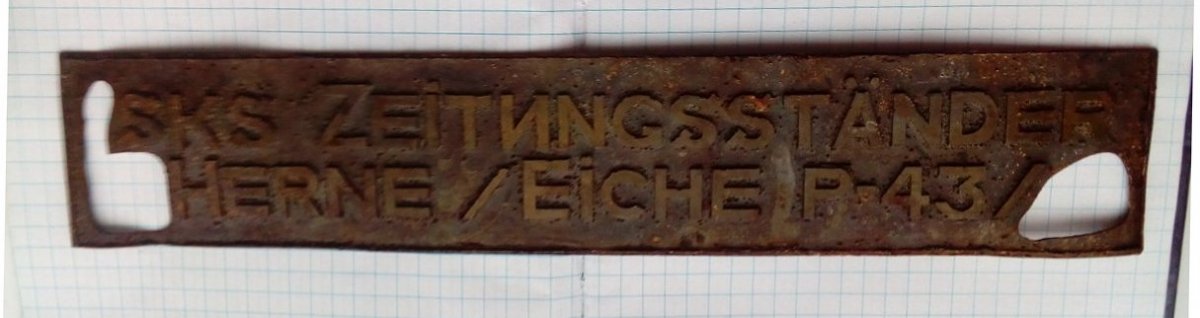 SKS ZEITUNGSSTÄNDER
HERNE / EICHE P-43 /